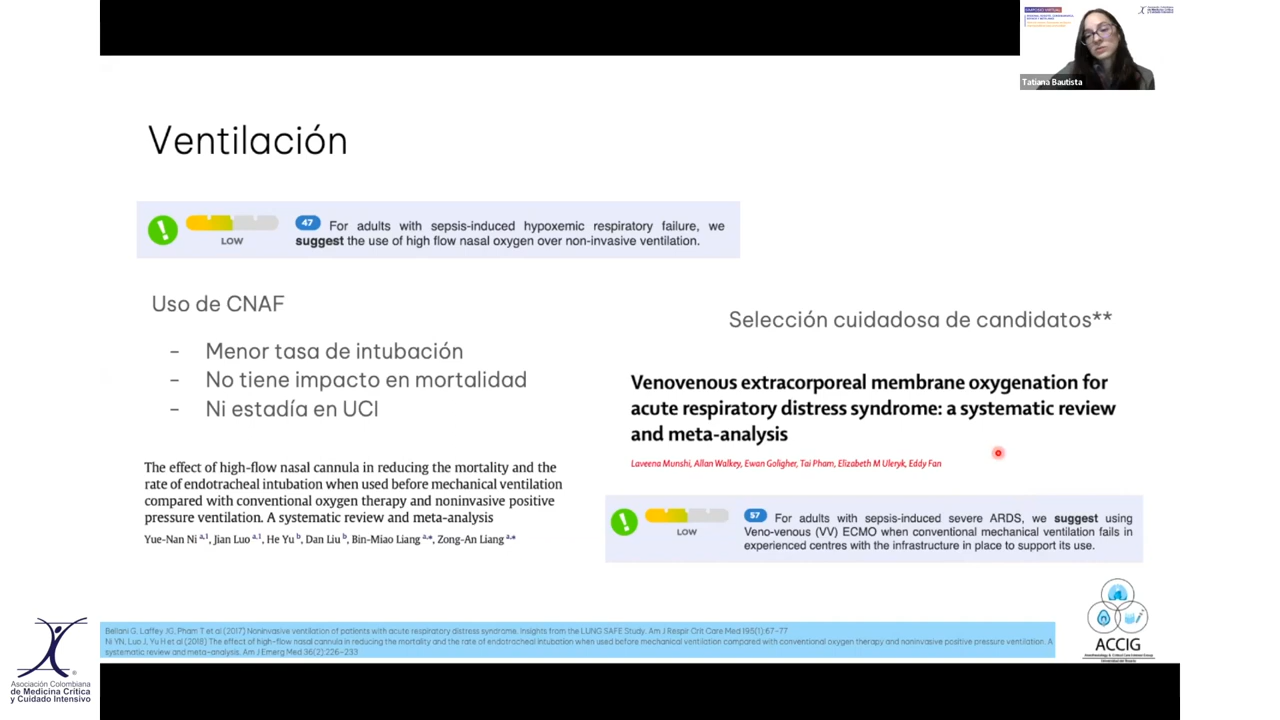 SIMPOSIO VIRTUAL
Tatiana Bautista
Ventilación
47 For adults with sepsis-induced hypoxemic respiratory failure, we
suggest the use of high flow nasal oxygen over non-invasive ventilation.
LOW
Uso de CNAF
- Menor tasa de intubación
- No tiene impacto en mortalidad
- Ni estadía en UCI
The effect of high-flow nasal cannula in reducing the mortality and the
rate of endotracheal intubation when used before mechanical ventilation
compared with conventional oxygen therapy and noninvasive positive
pressure ventilation. A systematic review and meta-analysis
Yue-Nan Ni a,1, Jian Luo a,1, He Yu b, Dan Liu b, Bin-Miao Liang a,*, Zong-An Liang a,*
Selección cuidadosa de candidatos**
Venovenous extracorporeal membrane oxygenation for
acute respiratory distress syndrome: a systematic review
and meta-analysis
Laveena Munshi, Allan Walkey, Ewan Goligher, Tai Pham, Elizabeth M Uleryk, Eddy Fan
57 For adults with sepsis-induced severe ARDS, we suggest using
Veno-venous (VV) ECMO when conventional mechanical ventilation fails in
experienced centres with the infrastructure in place to support its use.
LOW
Bellani G, Laffey JG, Pham T et al (2017) Noninvasive ventilation of patients with acute respiratory distress syndrome. Insights from the LUNG SAFE Study. Am J Respir Crit Care Med 195(1):67–77
Ni YN, Luo J, Yu H et al (2018) The effect of high-flow nasal cannula in reducing the mortality and the rate of endotracheal intubation when used before mechanical ventilation compared with conventional oxygen therapy and noninvasive positive pressure ventilation. A
systematic review and meta-analysis. Am J Emerg Med 36(2):226–233
Asociación Colombiana
de Medicina Crítica
y Cuidado Intensivo
ACCIG
Universidad del Rosario